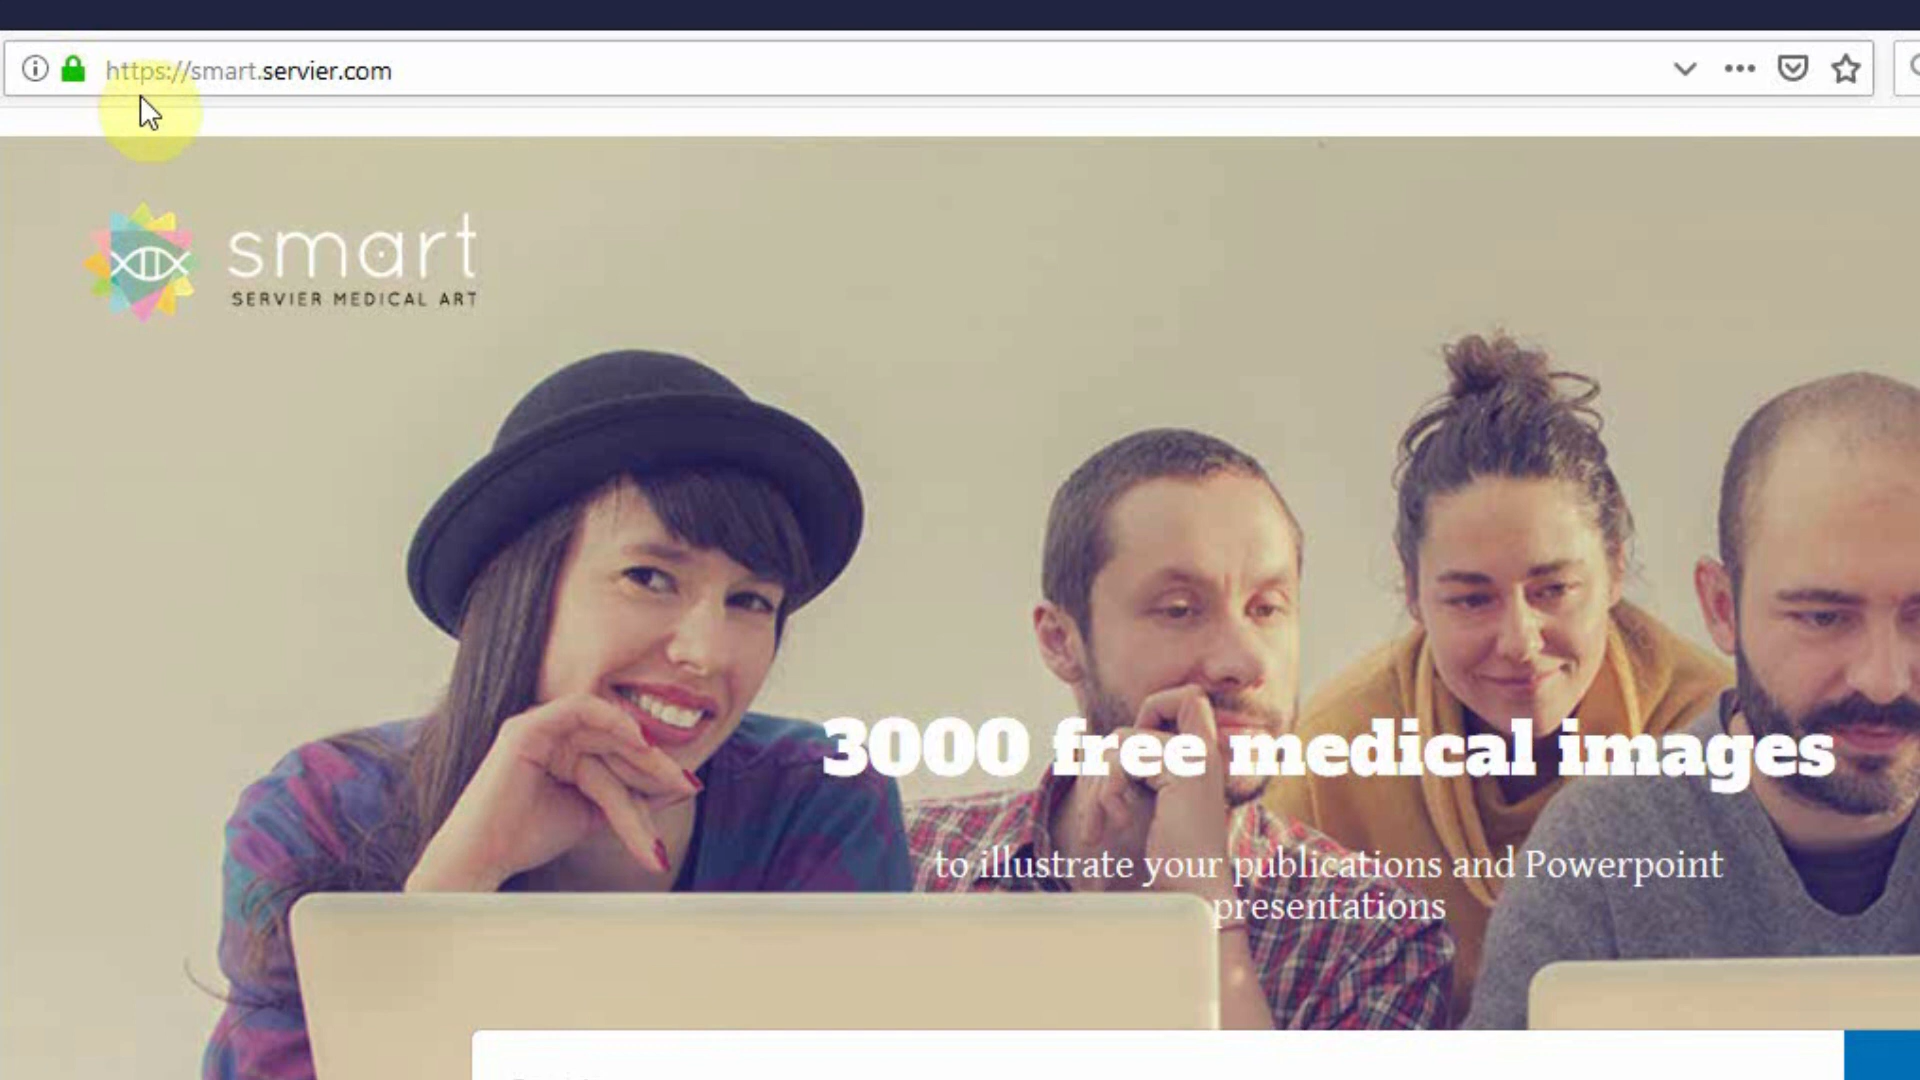 https://smart.servier.com
smart
SERVIER MEDICAL ART
3000 free medical images
to illustrate your publications and Powerpoint
presentations